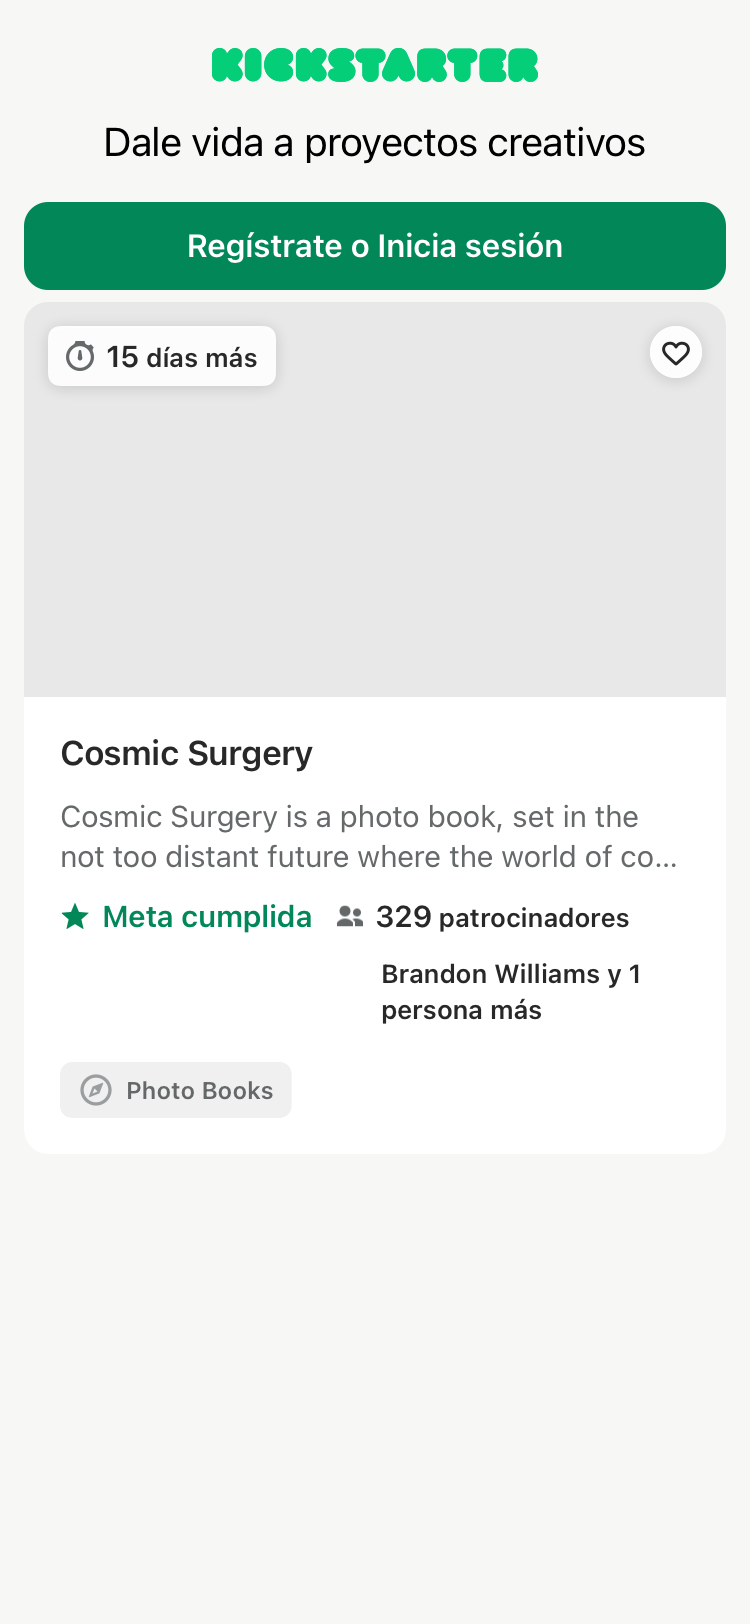 KICKSTARTER
Dale vida a proyectos creativos
Regístrate o Inicia sesión
15 días más
Cosmic Surgery
Cosmic Surgery is a photo book, set in the
not too distant future where the world of co...
Meta cumplida
329 patrocinadores
Brandon Williams y 1
persona más
Photo Books